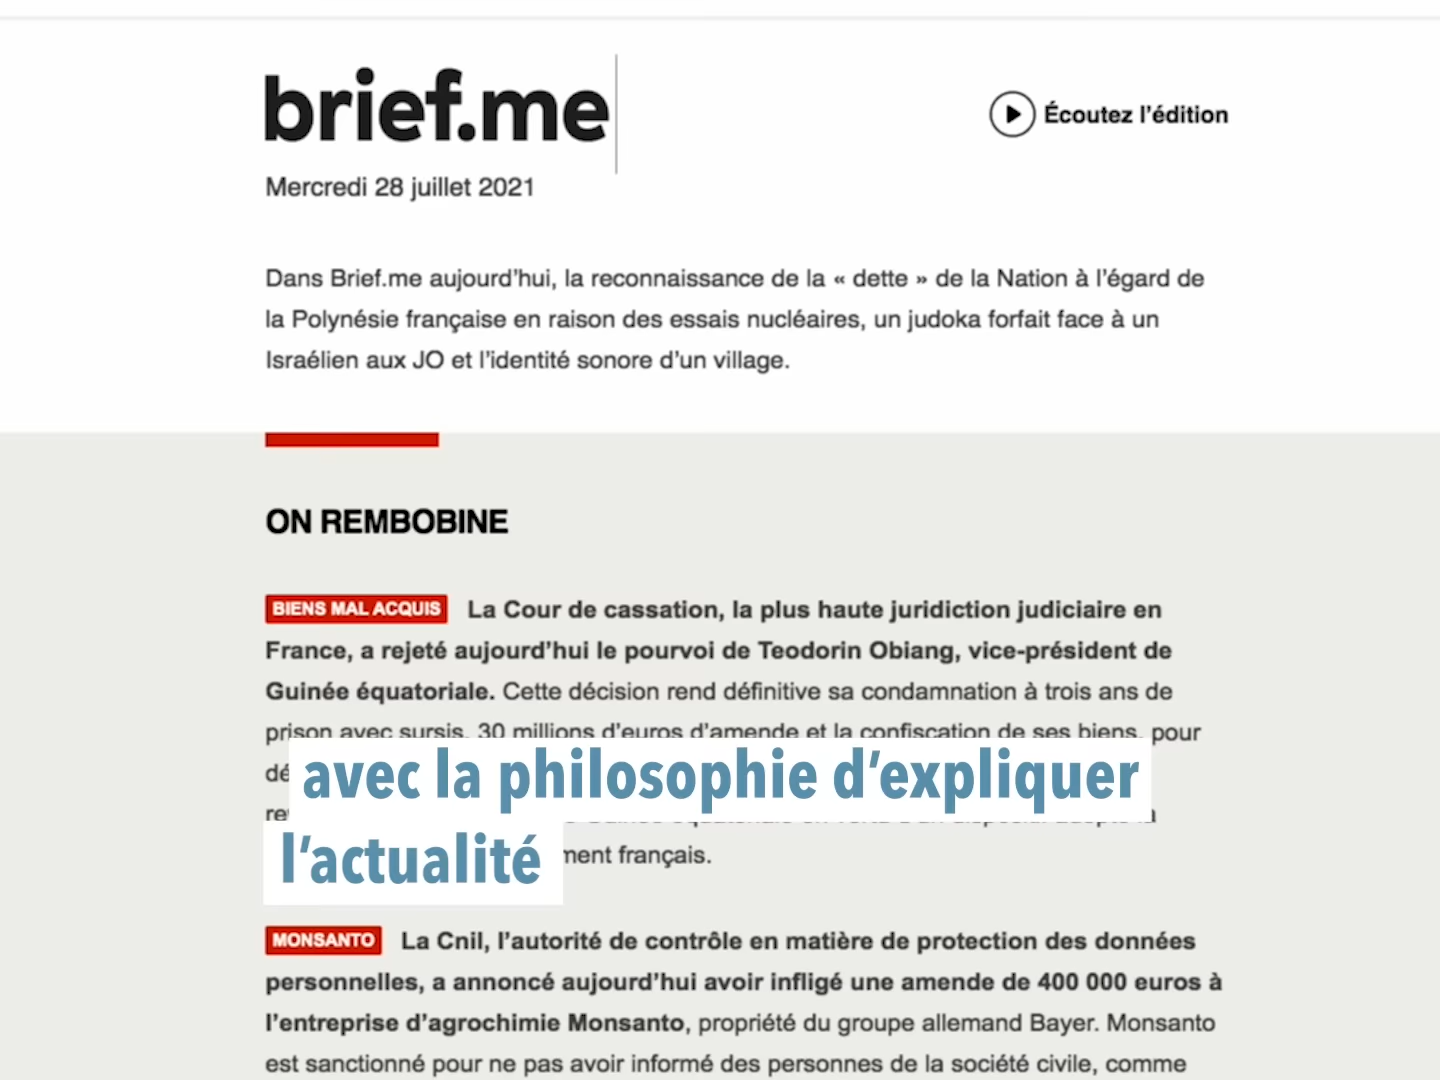 brief.me
Écoutez l’édition
Mercredi 28 juillet 2021
Dans Brief.me aujourd’hui, la reconnaissance de la « dette » de la Nation à l’égard de
la Polynésie française en raison des essais nucléaires, un judoka forfait face à un
Israélien aux JO et l’identité sonore d’un village.
ON REMBOBINE
BIENS MAL ACQUIS La Cour de cassation, la plus haute juridiction judiciaire en
France, a rejeté aujourd’hui le pourvoi de Teodorin Obiang, vice-président de
Guinée équatoriale. Cette décision rend définitive sa condamnation à trois ans de
prison avec sursis, 30 millions d’euros d’amende et la confiscation de ses biens, pour
avec la philosophie d’expliquer
l’actualité
français.
MONSANTO La Cnil, l’autorité de contrôle en matière de protection des données
personnelles, a annoncé aujourd’hui avoir infligé une amende de 400 000 euros à
l’entreprise d’agrochimie Monsanto, propriété du groupe allemand Bayer. Monsanto
est sanctionné pour ne pas avoir informé des personnes de la société civile, comme